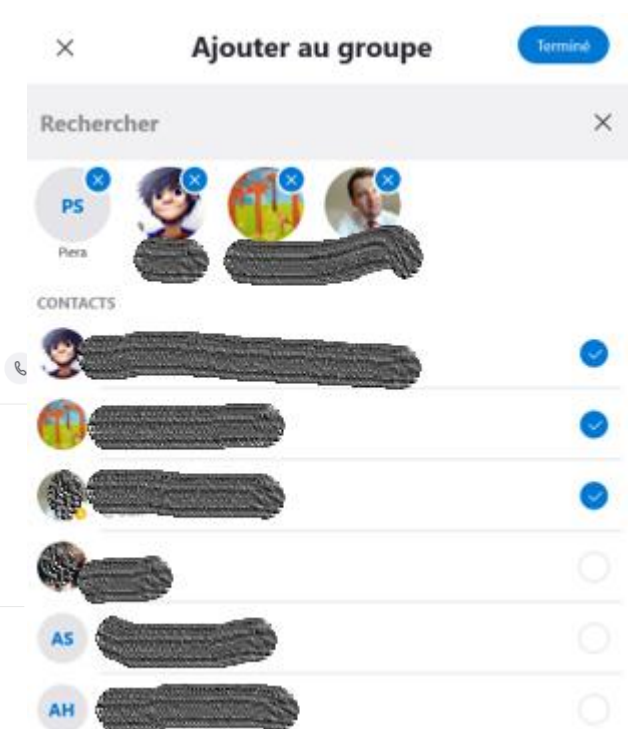 Ajouter au groupe
Terminé
Rechercher
PS
Piera
CONTACTS
AS
AH